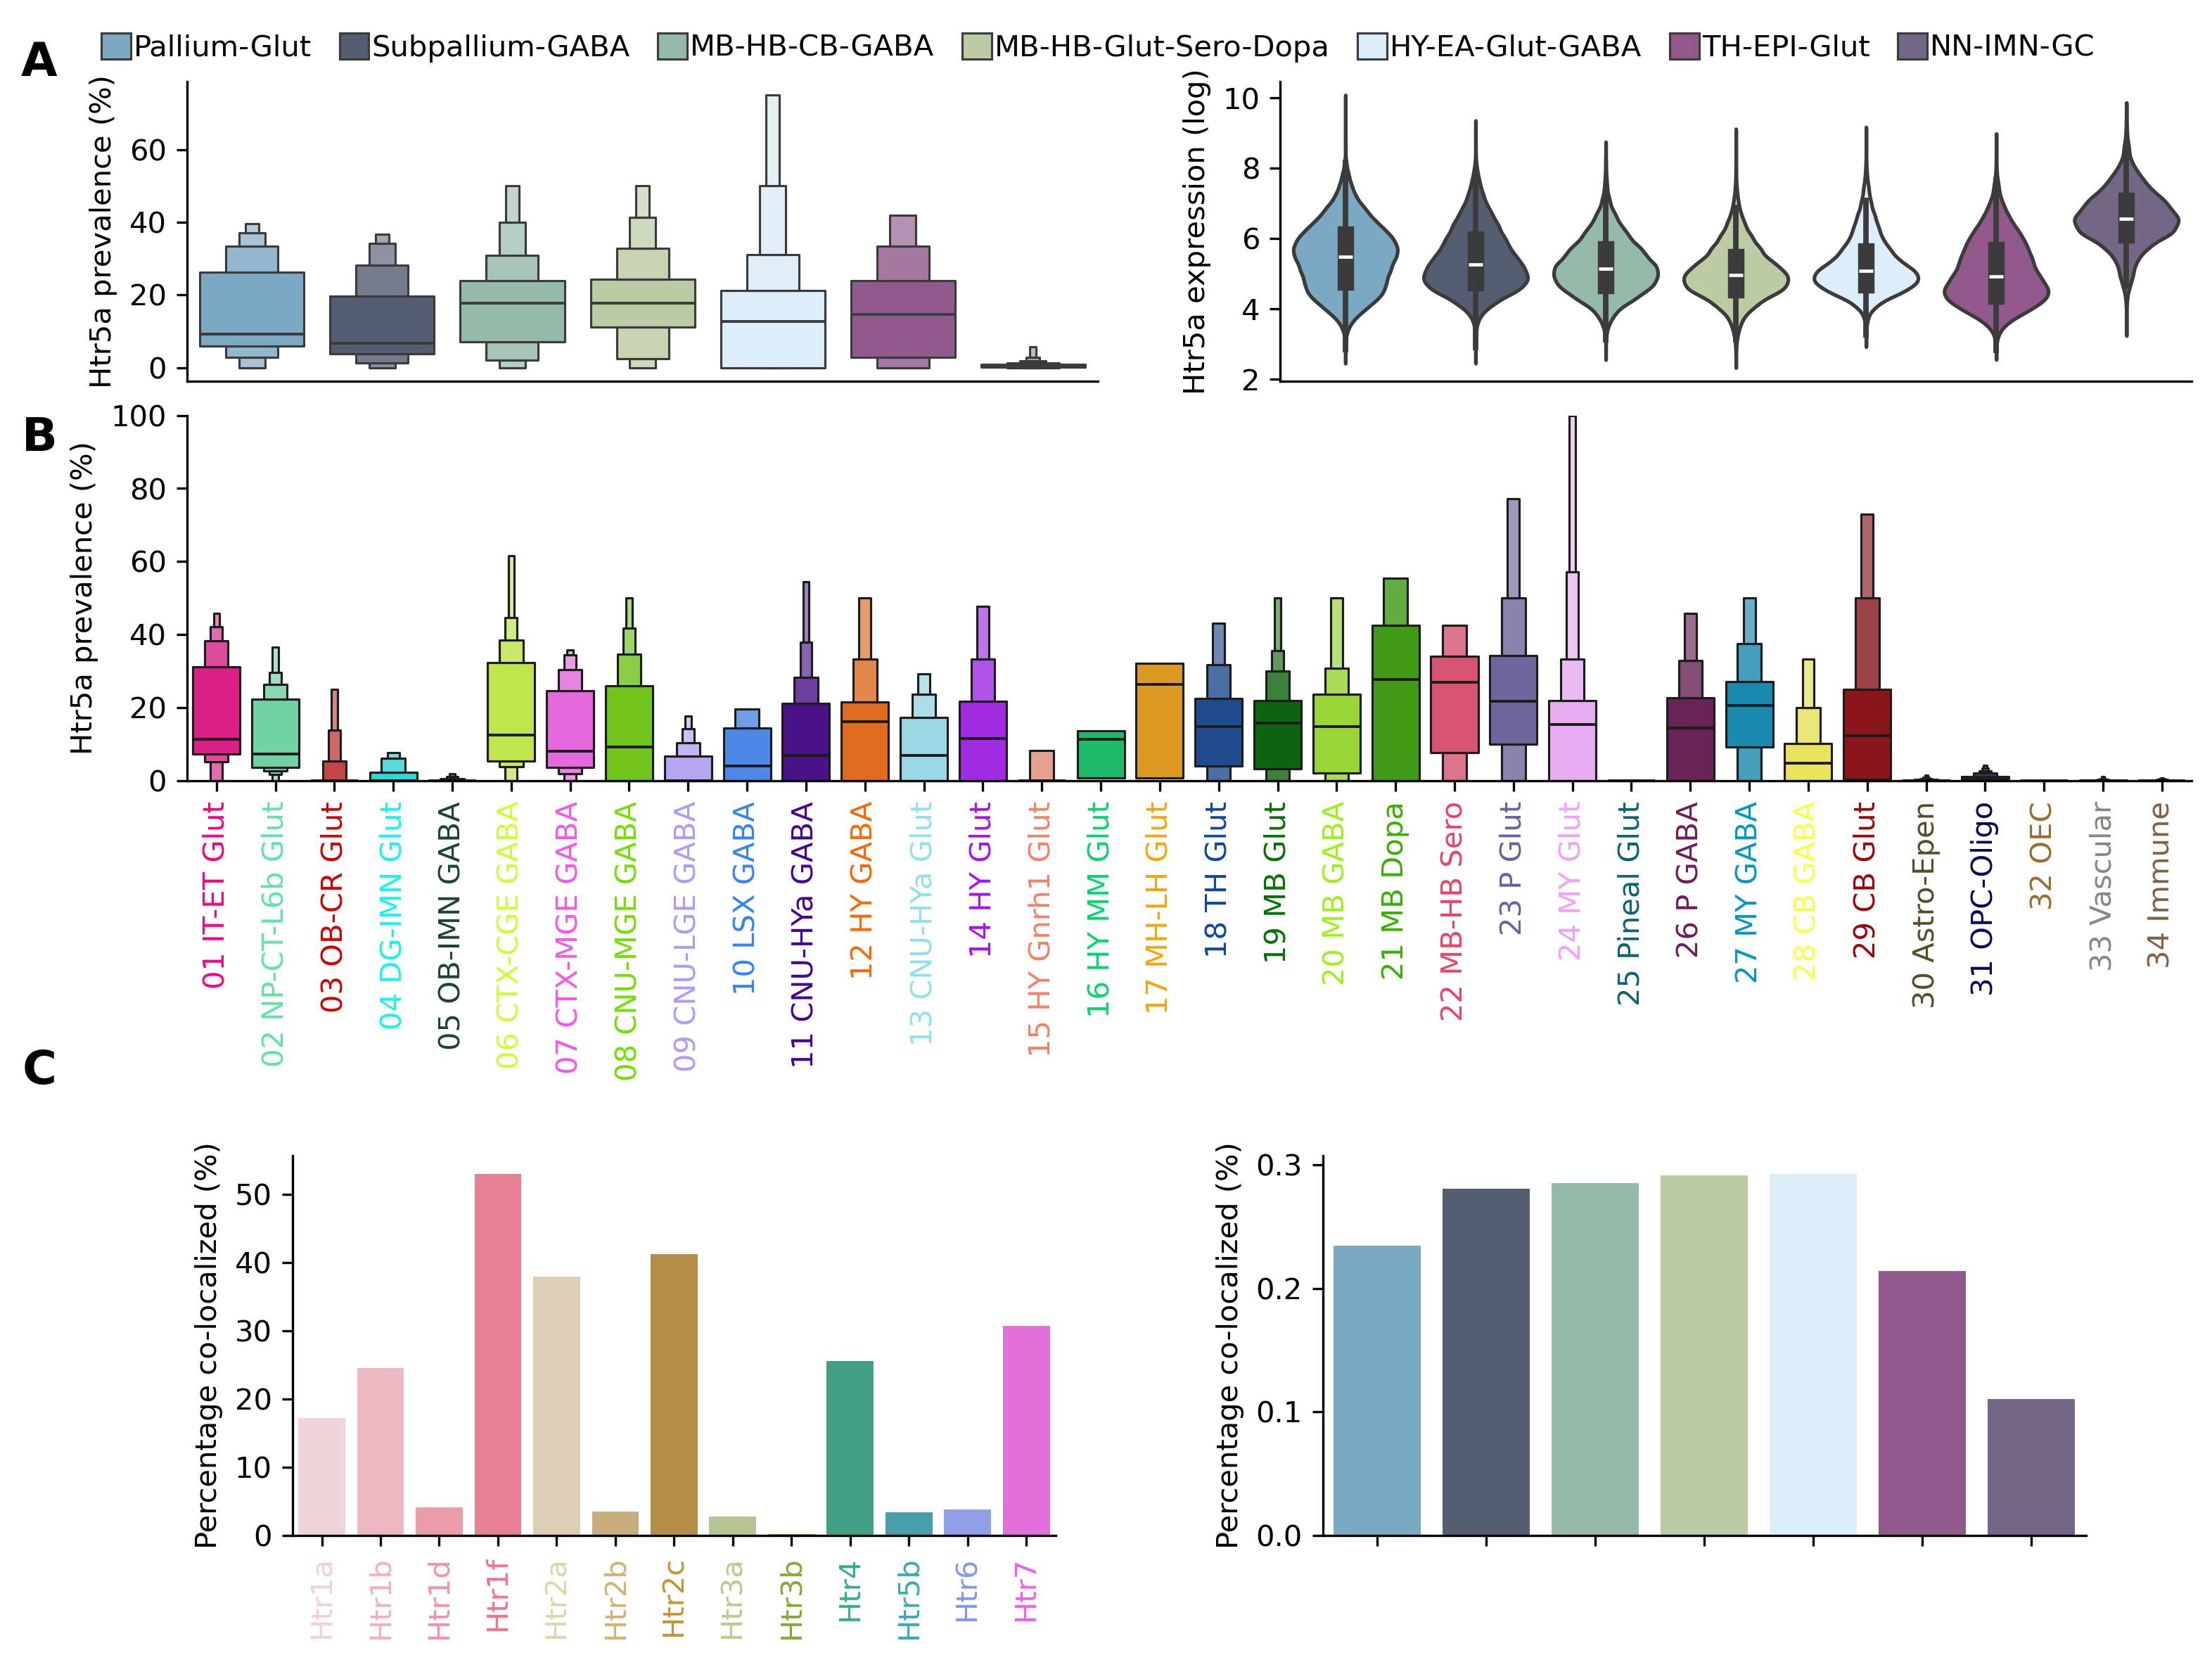 A
Pallium-Glut Subpallium-GABA MB-HB-CB-GABA MB-HB-Glut-Sero-Dopa HY-EA-Glut-GABA TH-EPI-Glut NN-IMN-GC
Htr5a prevalence (%)
60
40
20
0
Htr5a expression (log)
10
8
6
4
2
B
Htr5a prevalence (%)
100
80
60
40
20
0
01 IT-ET Glut
02 NP-CT-L6b Glut
03 OB-CR Glut
04 DG-IMN Glut
05 OB-IMN GABA
06 CTX-CGE GABA
07 CTX-MGE GABA
08 CNU-MGE GABA
09 CNU-LGE GABA
10 LSX GABA
11 CNU-HYa GABA
12 HY GABA
13 CNU-HYa Glut
14 HY Glut
15 HY Gnrh1 Glut
16 HY MM Glut
17 MH-LH Glut
18 TH Glut
19 MB Glut
20 MB GABA
21 MB Dopa
22 MB-HB Sero
23 P Glut
24 MY Glut
25 Pineal Glut
26 P GABA
27 MY GABA
28 CB GABA
29 CB Glut
30 Astro-Epen
31 OPC-Oligo
32 OEC
33 Vascular
34 Immune
C
Percentage co-localized (%)
50
40
30
20
10
0
Htr1a
Htr1b
Htr1d
Htr1f
Htr2a
Htr2b
Htr2c
Htr3a
Htr3b
Htr4
Htr5b
Htr6
Htr7
Percentage co-localized (%)
0.3
0.2
0.1
0.0